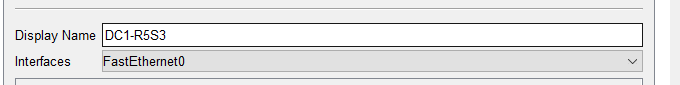 Display Name DC1-R5S3
Interfaces FastEthernet0